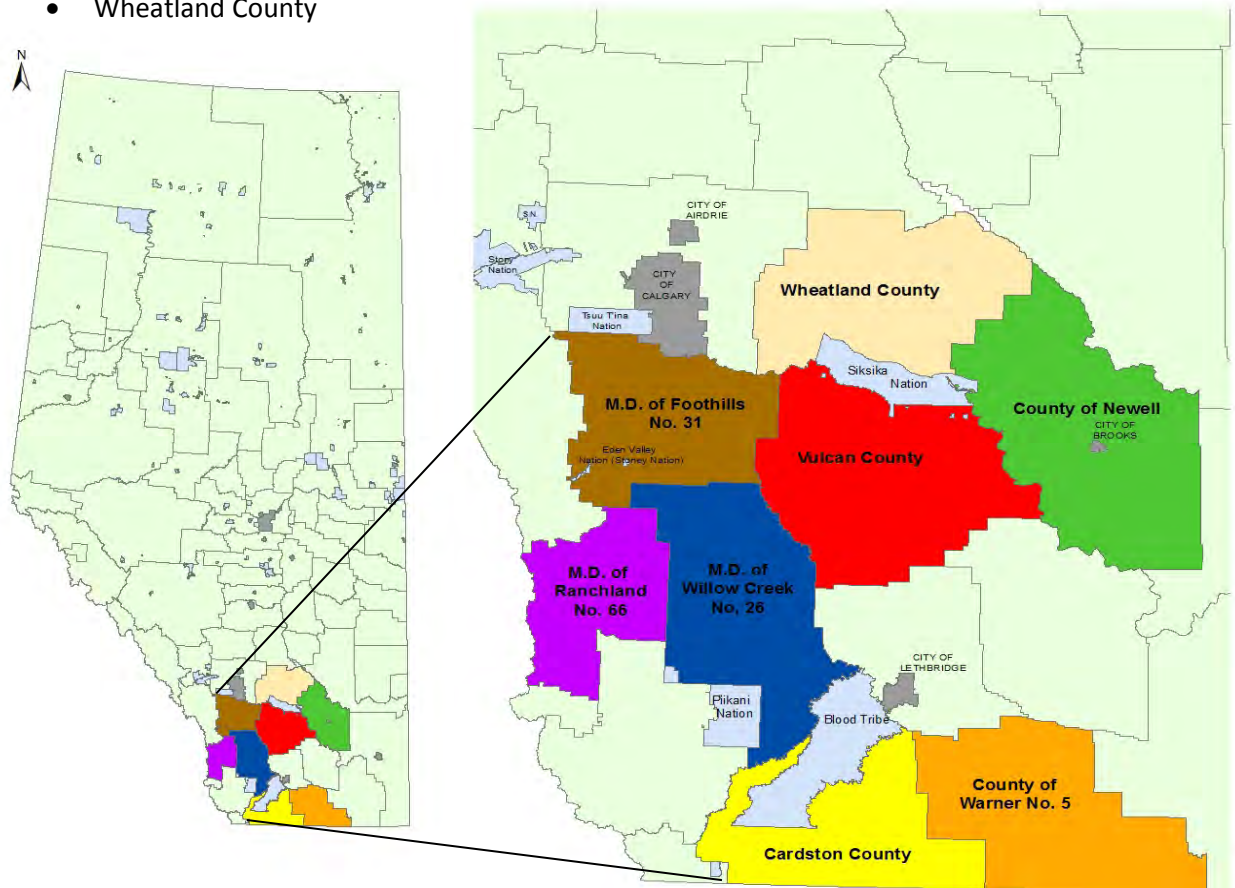 • Wheatland County
N
CITY OF
AIRDRIE
S.N.
Stony
Nation
CITY
OF
CALGARY
Wheatland County
Tsuu T'ina
Nation
Siksika
Nation
M.D. of Foothills
No. 31
County of Newell
CITY OF
BROOKS
Eden Valley
Nation (Stoney Nation)
Vulcan County
M.D. of
Ranchland
No. 66
M.D. of
Willow Creek
No, 26
CITY OF
LETHBRIDGE
Piikani
Nation
Blood Tribe
County of
Warner No. 5
Cardston County